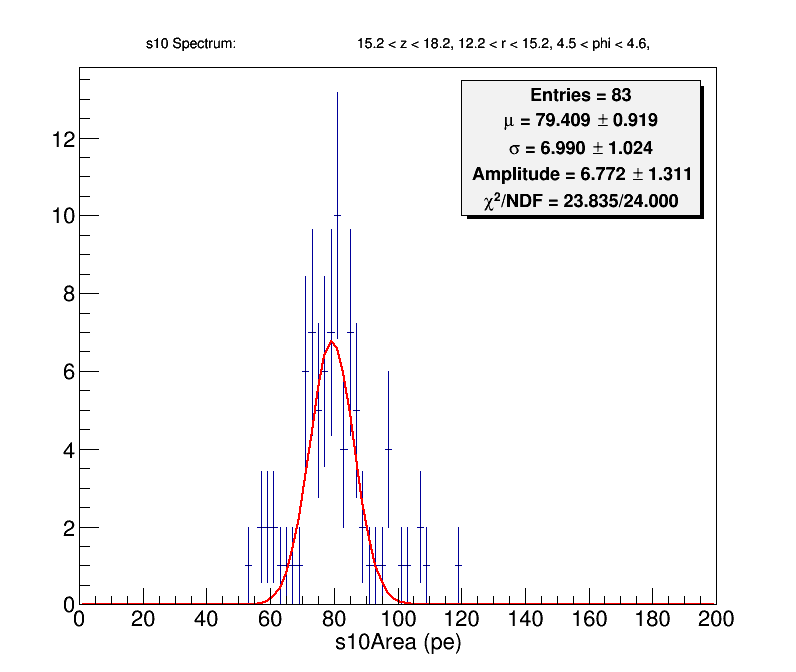 s10 Spectrum: 15.2 < z < 18.2, 12.2 < r < 15.2, 4.5 < phi < 4.6,
Entries = 83
μ = 79.409 ± 0.919
σ = 6.990 ± 1.024
Amplitude = 6.772 ± 1.311
χ²/NDF = 23.835/24.000
12
10
8
6
4
2
0
0 20 40 60 80 100 120 140 160 180 200
s10Area (pe)